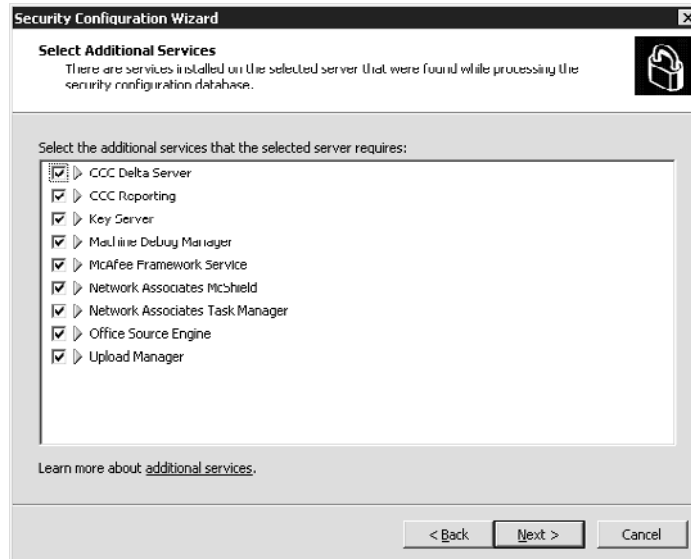 Security Configuration Wizard
Select Additional Services
There are services installed on the selected server that were found while processing the
security configuration database.
Select the additional services that the selected server requires:
CCC Delta Server
CCC Reporting
Key Server
Machine Debug Manager
McAfee Framework Service
Network Associates McShield
Network Associates Task Manager
Office Source Engine
Upload Manager
Learn more about additional services.
< Back Next > Cancel